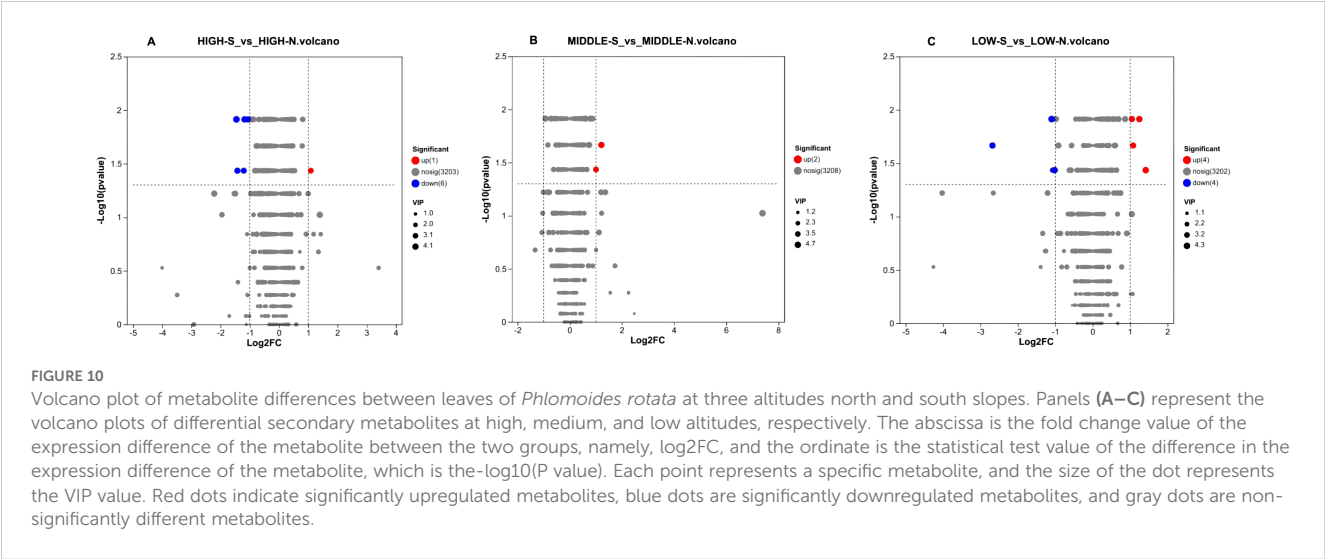 A HIGH-S_vs_HIGH-N.volcano
2.5
2
1.5
1
0.5
0
-Log10(pvalue)
-4 -3 -2 -1 0 1 2 3 4
Log2FC
Significant
up(1)
nosig(3203)
down(6)
VIP
1.0
2.0
3.1
4.1
B MIDDLE-S_vs_MIDDLE-N.volcano
2.5
2
1.5
1
0.5
0
-Log10(pvalue)
-2 0 2 4 6 8
Log2FC
Significant
up(2)
nosig(3208)
VIP
1.2
2.3
3.5
4.7
C LOW-S_vs_LOW-N.volcano
2.5
2
1.5
1
0.5
0
-Log10(pvalue)
-5 -4 -3 -2 -1 0 1 2
Log2FC
Significant
up(4)
nosig(3202)
down(4)
VIP
1.1
2.2
3.2
4.3
FIGURE 10
Volcano plot of metabolite differences between leaves of Phlomoides rotata at three altitudes north and south slopes. Panels (A–C) represent the
volcano plots of differential secondary metabolites at high, medium, and low altitudes, respectively. The abscissa is the fold change value of the
expression difference of the metabolite between the two groups, namely, log2FC, and the ordinate is the statistical test value of the difference in the
expression difference of the metabolite, which is the-log10(P value). Each point represents a specific metabolite, and the size of the dot represents
the VIP value. Red dots indicate significantly upregulated metabolites, blue dots are significantly downregulated metabolites, and gray dots are non-
significantly different metabolites.